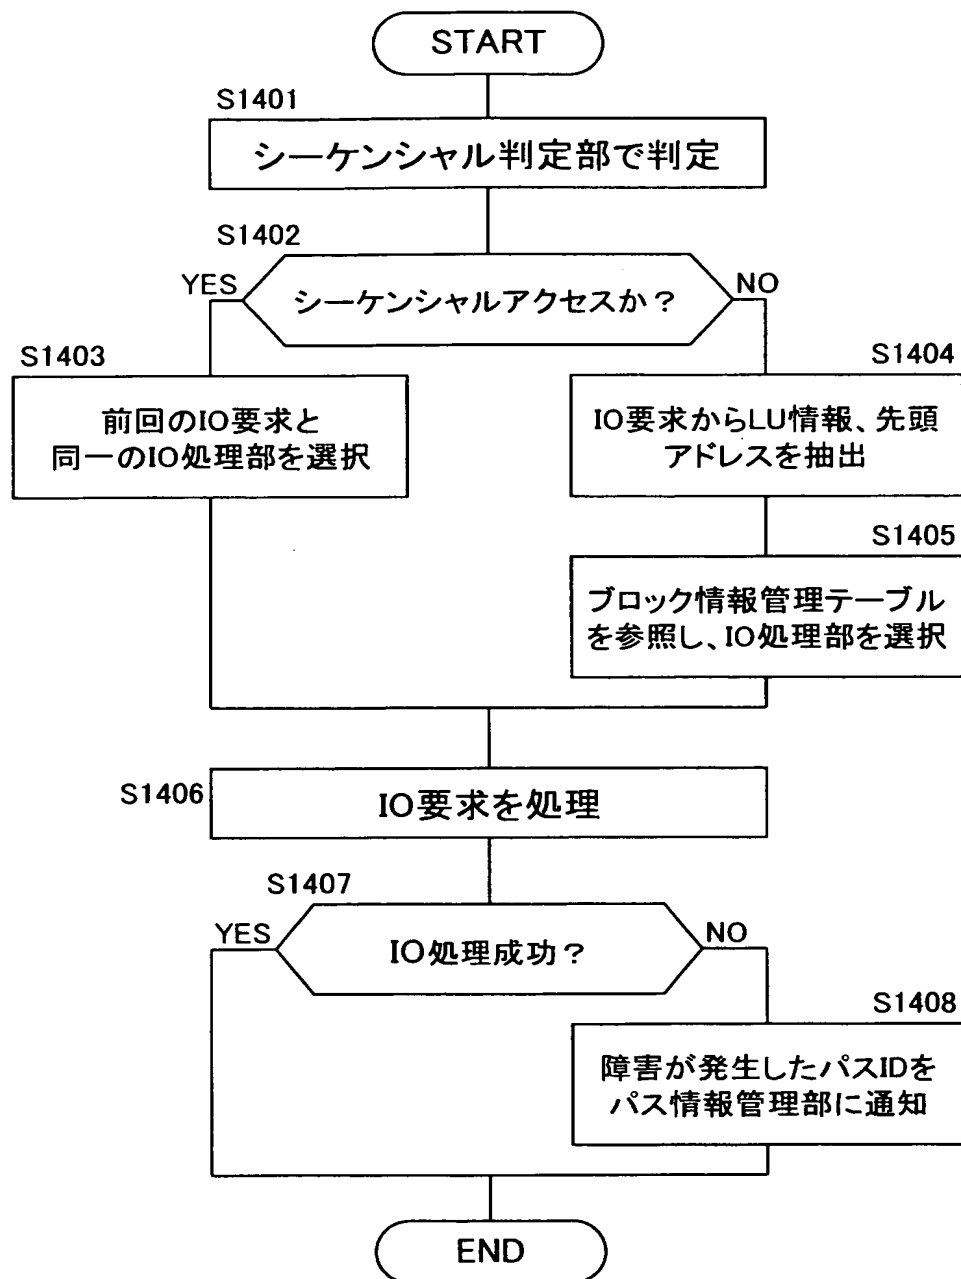 START
S1401
シーケンシャル判定部で判定
S1402
YES
シーケンシャルアクセスか？
NO
S1403
前回のIO要求と
同一のIO処理部を選択
S1404
IO要求からLU情報、先頭
アドレスを抽出
S1405
ブロック情報管理テーブル
を参照し、IO処理部を選択
S1406
IO要求を処理
S1407
YES
IO処理成功？
NO
S1408
障害が発生したパスIDを
パス情報管理部に通知
END